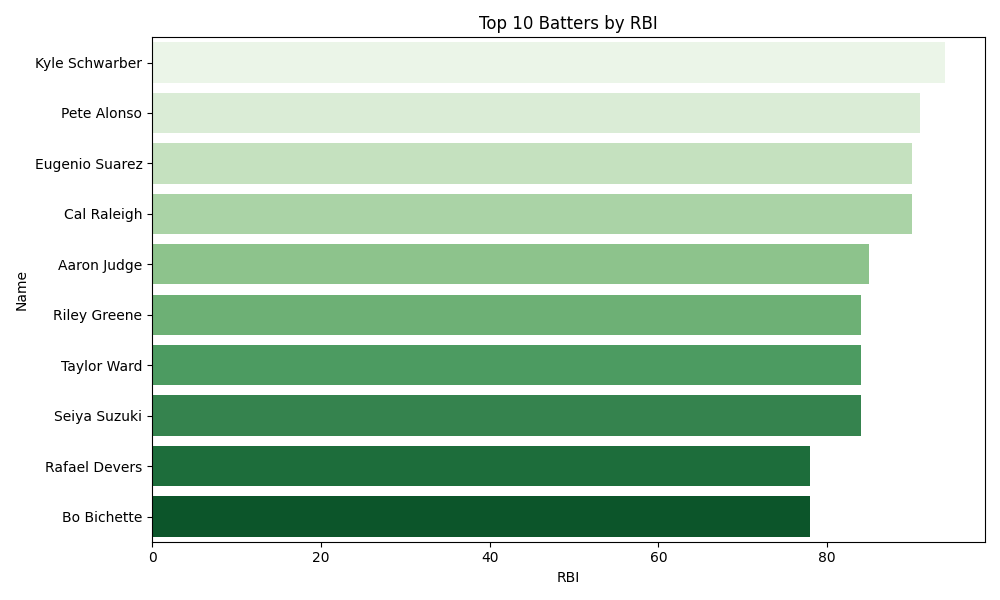 Top 10 Batters by RBI
Name
Kyle Schwarber
Pete Alonso
Eugenio Suarez
Cal Raleigh
Aaron Judge
Riley Greene
Taylor Ward
Seiya Suzuki
Rafael Devers
Bo Bichette
0 20 40 60 80
RBI